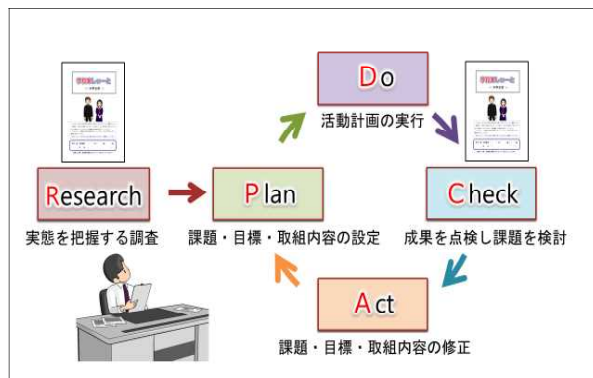 Do
活動計画の実行
Research
実態を把握する調査
Plan
課題・目標・取組内容の設定
Check
成果を点検し課題を検討
Act
課題・目標・取組内容の修正